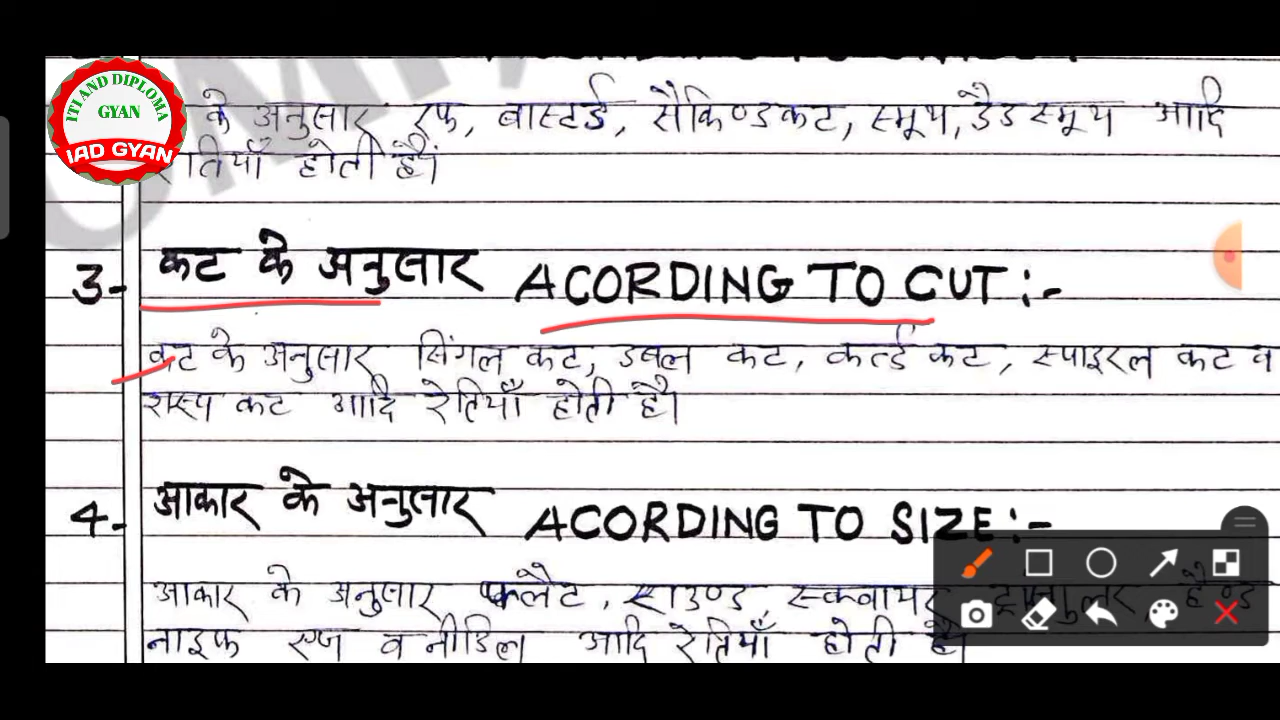 ITI AND DIPLOMA
GYAN
IAD GYAN
के अनुसार रफ, बास्टर्ड, सैकिण्डकट, स्मूथ, डैड स्मूथ आदि
रेतियाँ होती हैं
3- कट के अनुसार ACORDING TO CUT :-
कट के अनुसार सिंगल कट, डबल कट, कर्ल्ड कट, स्पाइरल कट व
रास्प कट आदि रेतियाँ होती है।
4- आकार के अनुसार ACORDING TO SIZE :-
आकार के अनुसार फ्लैट, राउण्ड, स्क्वायर,
नाइफ एज व नीडिल आदि रेतियाँ होती है।